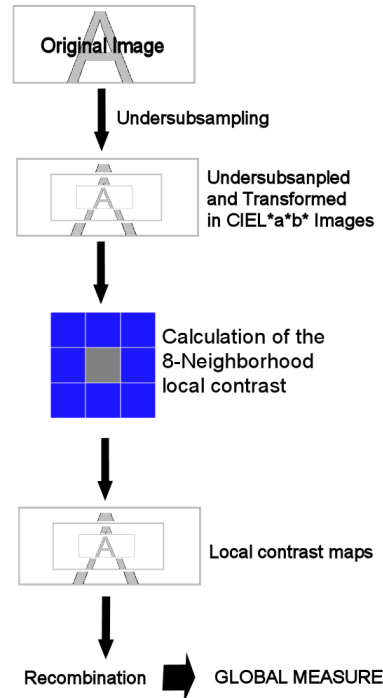 Original Image
Undersubsampling
Undersubsanpled
and Transformed
in CIEL*a*b* Images
A
Calculation of the
8-Neighborhood
local contrast
A
Local contrast maps
Recombination
GLOBAL MEASURE